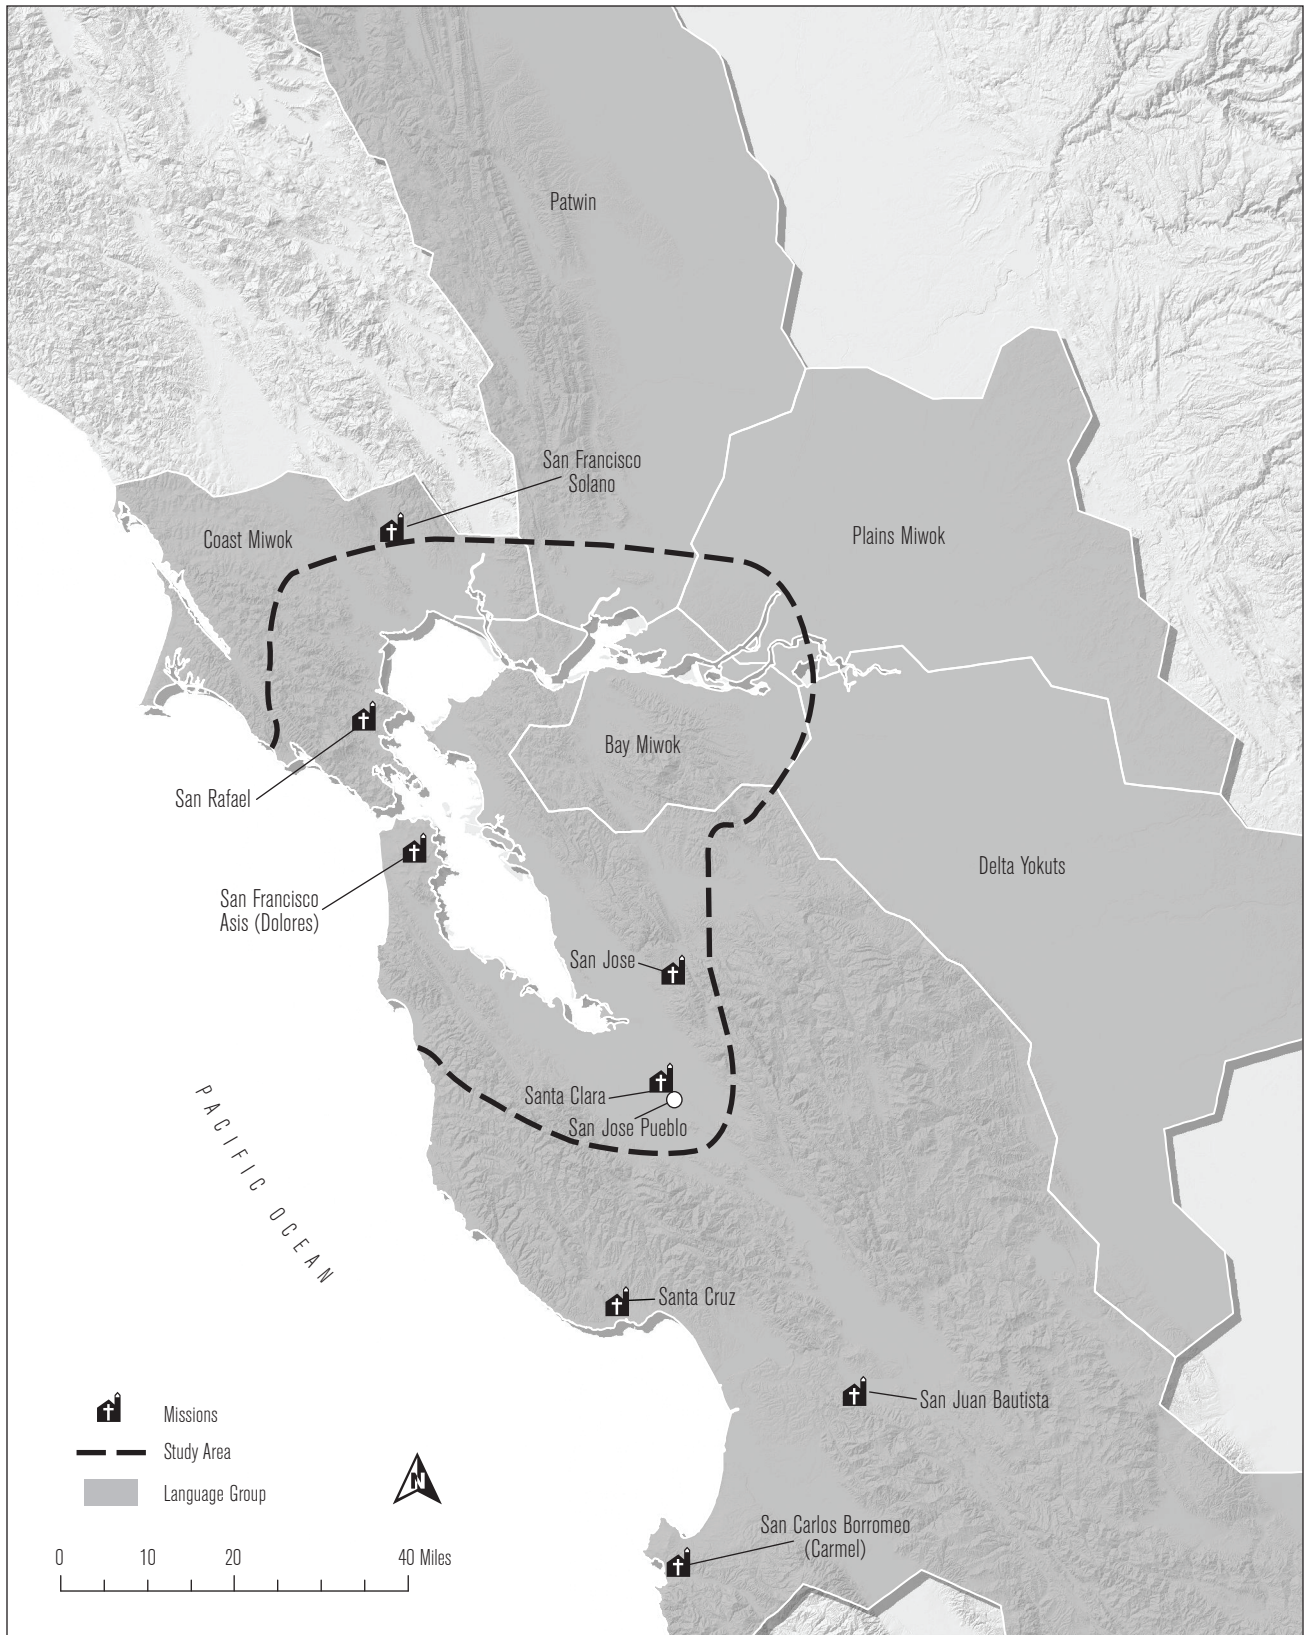 Patwin
San Francisco
Solano
Coast Miwok
Plains Miwok
Bay Miwok
San Rafael
Delta Yokuts
San Francisco
Asis (Dolores)
San Jose
Santa Clara
San Jose Pueblo
PACIFIC OCEAN
Santa Cruz
San Juan Bautista
Missions
Study Area
N
Language Group
San Carlos Borromeo
(Carmel)
0 10 20 40 Miles